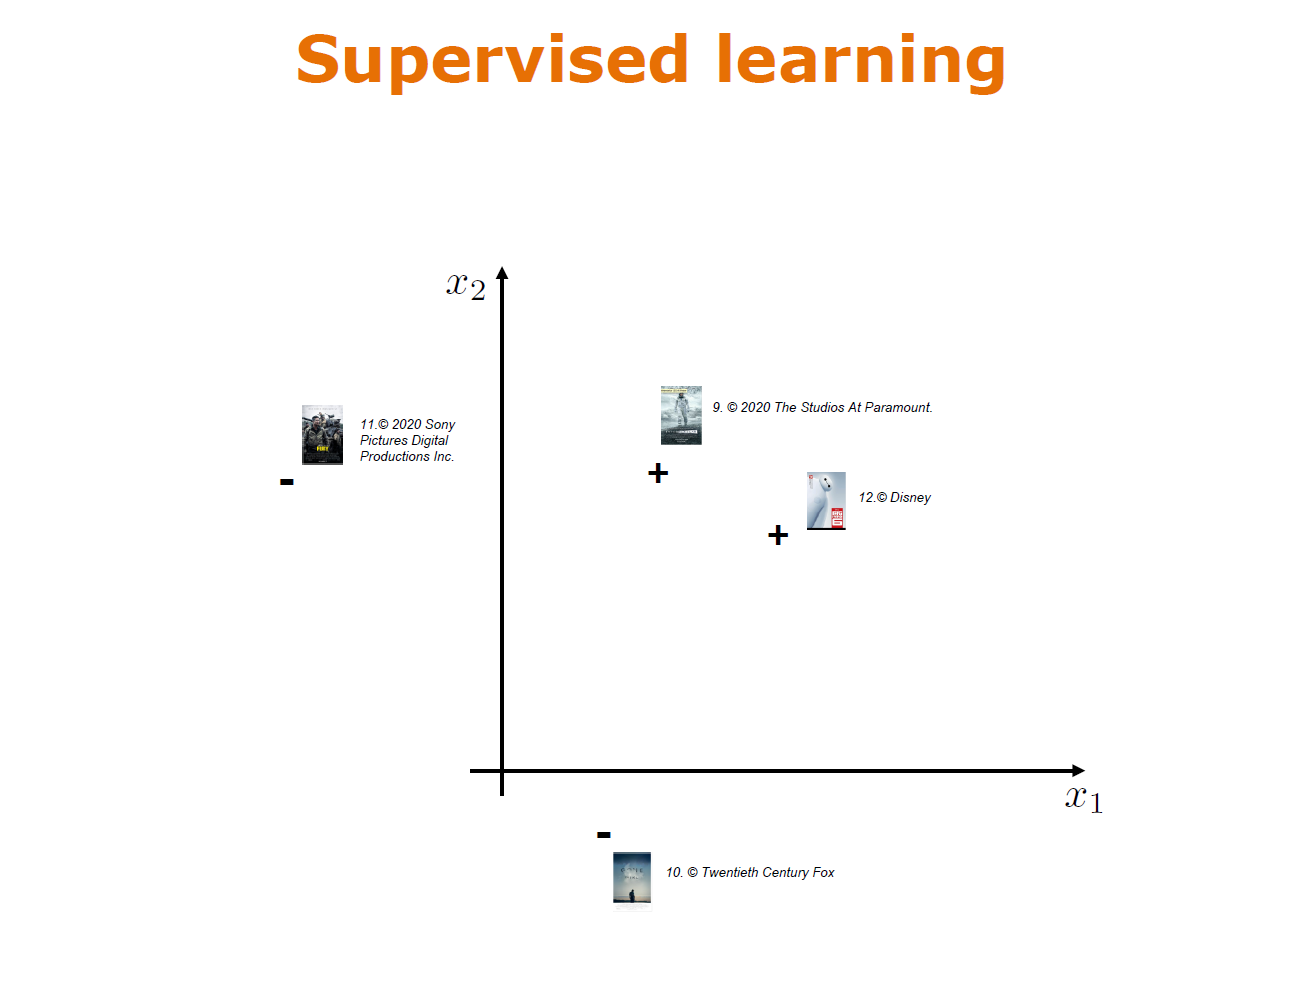 Supervised learning
x₂
9. © 2020 The Studios At Paramount.
11.© 2020 Sony
Pictures Digital
Productions Inc.
+
-
12.© Disney
+
x₁
-
10. © Twentieth Century Fox